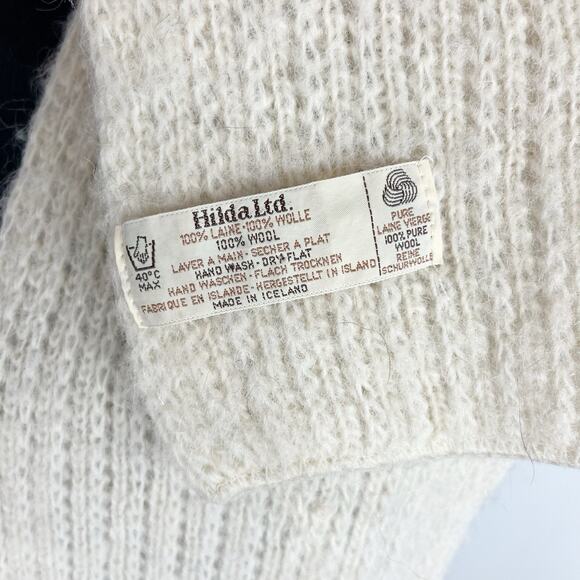 Hilda Ltd.
100% LAINE·100% WOLLE
100% WOOL
LAVER À MAIN-SECHER A PLAT
HAND WASH-DRY FLAT
HAND WASCHEN-FLACH TROCKNEN
FABRIQUE EN ISLANDE-HERGESTELLT IN ISLAND
MADE IN ICELAND
40°C
MAX
PURE
LAINE VIERGE
100% PURE
WOOL
REINE
SCHURWOLLE